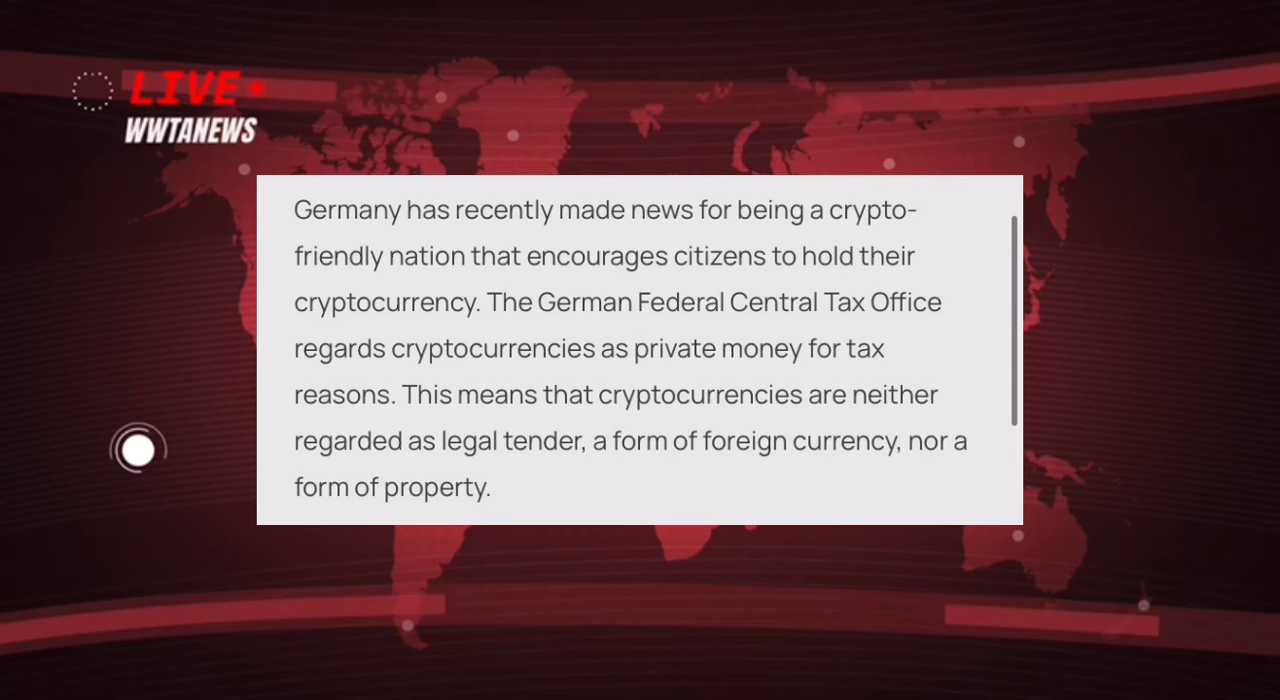 LIVE
WWTANEWS
Germany has recently made news for being a crypto-
friendly nation that encourages citizens to hold their
cryptocurrency. The German Federal Central Tax Office
regards cryptocurrencies as private money for tax
reasons. This means that cryptocurrencies are neither
regarded as legal tender, a form of foreign currency, nor a
form of property.